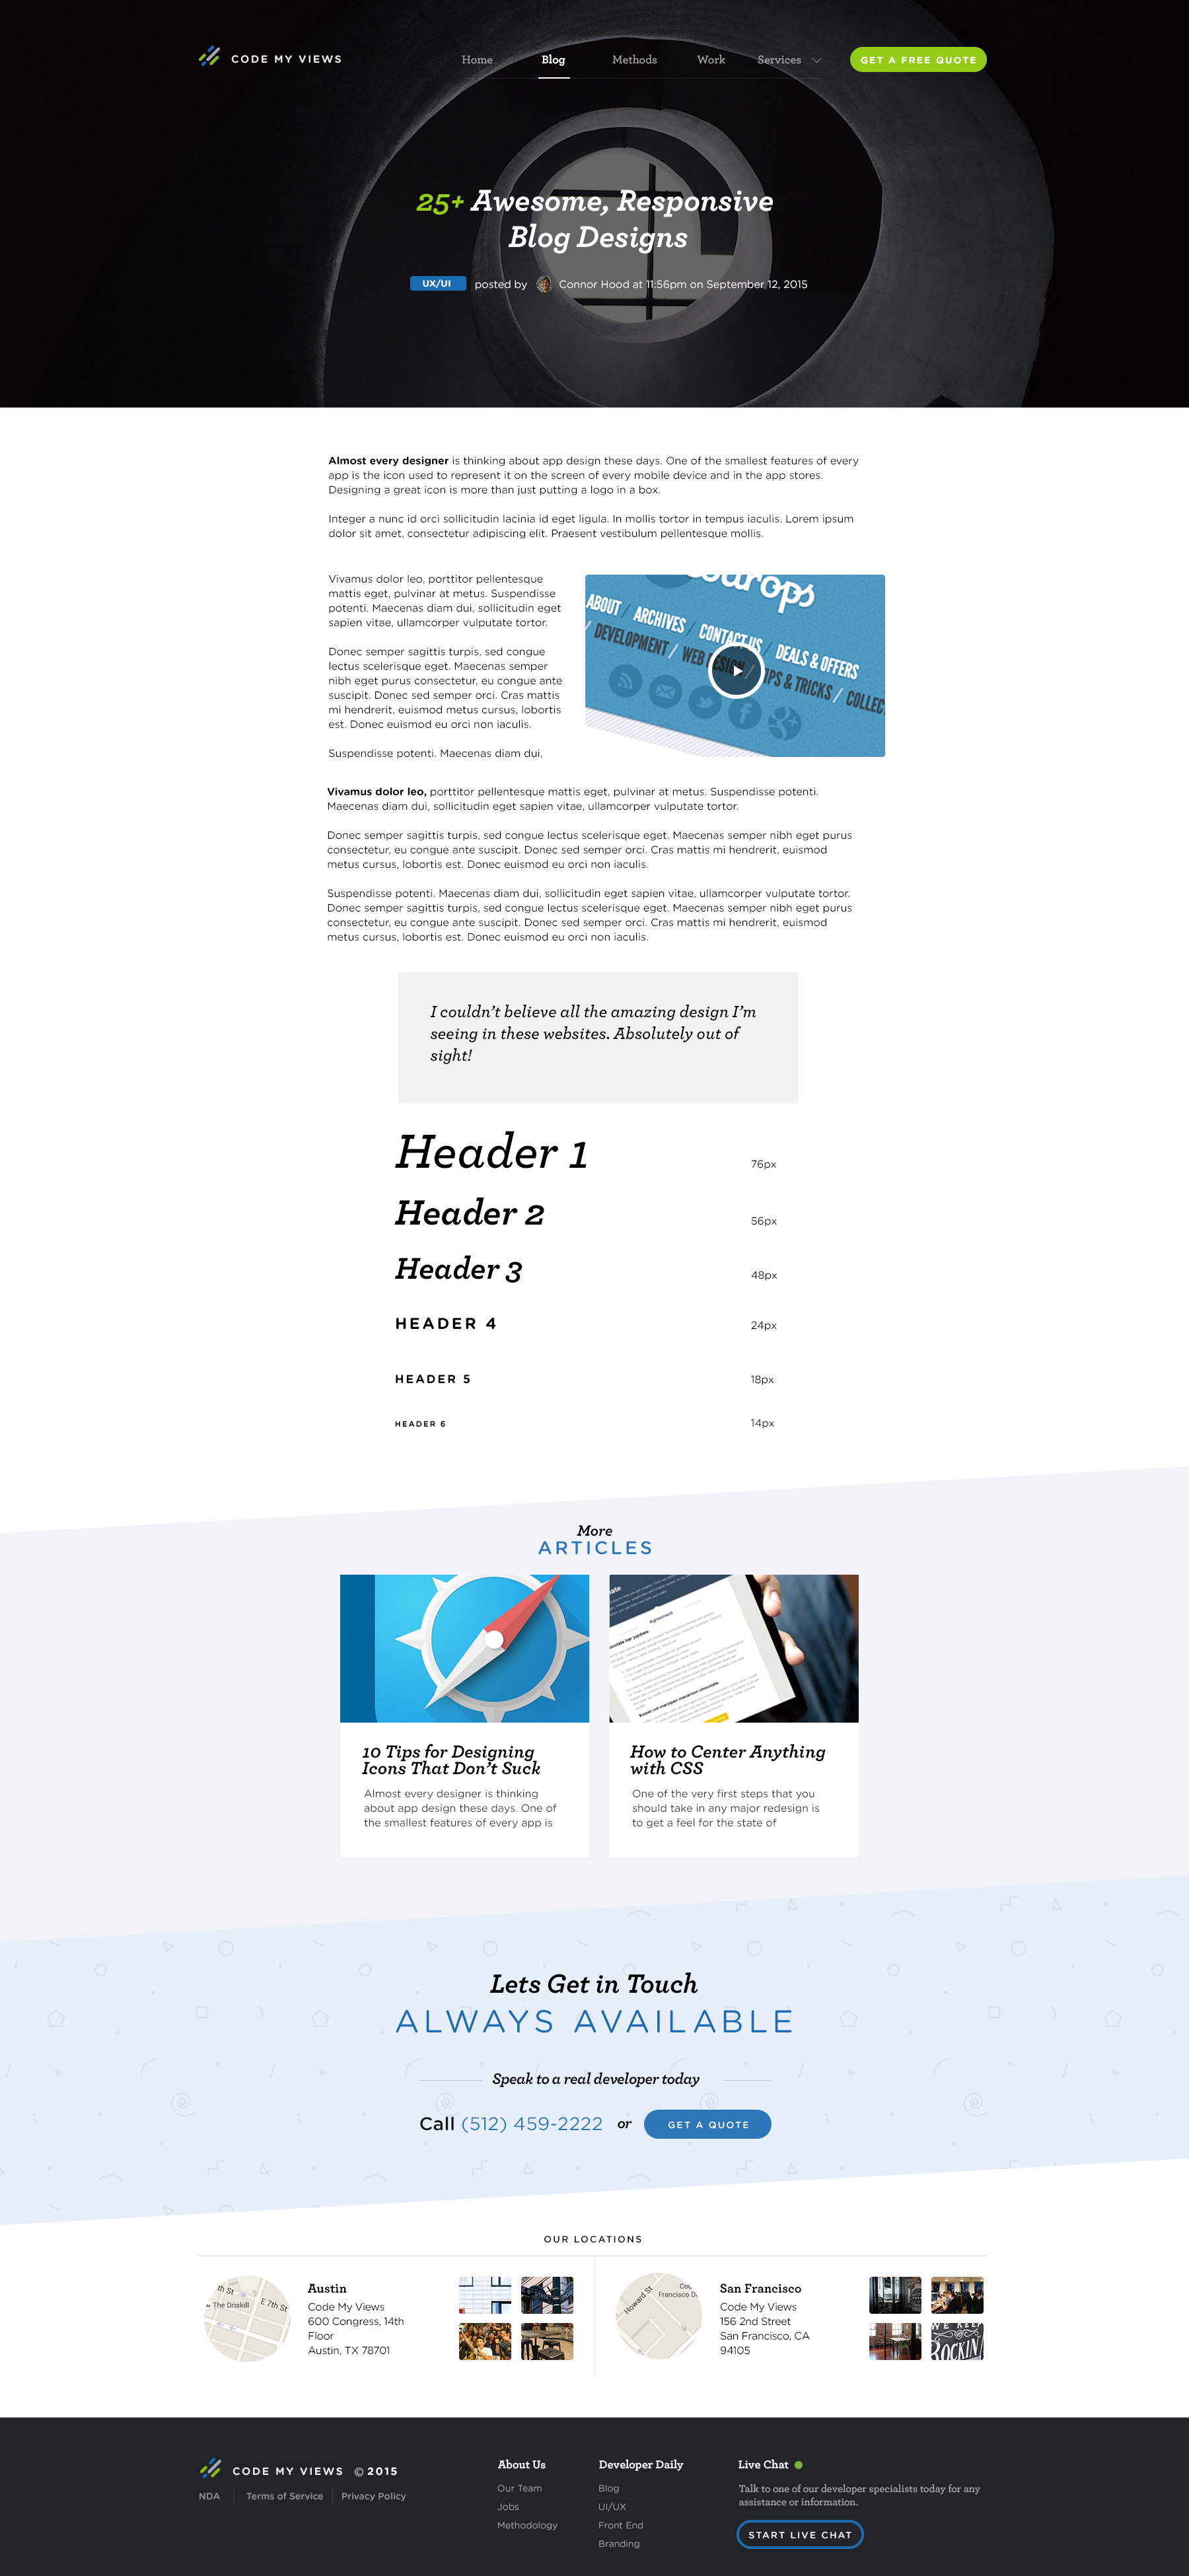 CODE MY VIEWS
Home Blog Methods Work Services
GET A FREE QUOTE
25+ Awesome, Responsive
Blog Designs
UX/UI posted by Connor Hood at 11:56pm on September 12, 2015
Almost every designer is thinking about app design these days. One of the smallest features of every
app is the icon used to represent it on the screen of every mobile device and in the app stores.
Designing a great icon is more than just putting a logo in a box.
Integer a nunc id orci sollicitudin lacinia id eget ligula. In mollis tortor in tempus iaculis. Lorem ipsum
dolor sit amet, consectetur adipiscing elit. Praesent vestibulum pellentesque mollis.
Vivamus dolor leo, porttitor pellentesque
mattis eget, pulvinar at metus. Suspendisse
potenti. Maecenas diam dui, sollicitudin eget
sapien vitae, ullamcorper vulputate tortor.
Donec semper sagittis turpis, sed congue
lectus scelerisque eget. Maecenas semper
nibh eget purus consectetur, eu congue ante
suscipit. Donec sed semper orci. Cras mattis
mi hendrerit, euismod metus cursus, lobortis
est. Donec euismod eu orci non iaculis.
Suspendisse potenti. Maecenas diam dui,
ABOUT / ARCHIVES / CONTACT US / DEALS & OFFERS
/ DEVELOPMENT / WEB DESIGN / TIPS & TRICKS / COLLEC
Vivamus dolor leo, porttitor pellentesque mattis eget, pulvinar at metus. Suspendisse potenti.
Maecenas diam dui, sollicitudin eget sapien vitae, ullamcorper vulputate tortor.
Donec semper sagittis turpis, sed congue lectus scelerisque eget. Maecenas semper nibh eget purus
consectetur, eu congue ante suscipit. Donec sed semper orci. Cras mattis mi hendrerit, euismod
metus cursus, lobortis est. Donec euismod eu orci non iaculis.
Suspendisse potenti. Maecenas diam dui, sollicitudin eget sapien vitae, ullamcorper vulputate tortor.
Donec semper sagittis turpis, sed congue lectus scelerisque eget. Maecenas semper nibh eget purus
consectetur, eu congue ante suscipit. Donec sed semper orci. Cras mattis mi hendrerit, euismod
metus cursus, lobortis est. Donec euismod eu orci non iaculis.
I couldn't believe all the amazing design I'm
seeing in these websites. Absolutely out of
sight!
Header 1 76px
Header 2 56px
Header 3 48px
HEADER 4 24px
HEADER 5 18px
HEADER 6 14px
More
ARTICLES
Agreement
10 Tips for Designing
Icons That Don't Suck
Almost every designer is thinking
about app design these days. One of
the smallest features of every app is
How to Center Anything
with CSS
One of the very first steps that you
should take in any major redesign is
to get a feel for the state of
Lets Get in Touch
ALWAYS AVAILABLE
Speak to a real developer today
Call (512) 459-2222 or GET A QUOTE
OUR LOCATIONS
th St
The Driskill
E 7th St
Austin
Code My Views
600 Congress, 14th
Floor
Austin, TX 78701
Howard St
San Francisco
Code My Views
156 2nd Street
San Francisco, CA
94105
ROCKIN'
CODE MY VIEWS © 2015
NDA Terms of Service Privacy Policy
About Us
Our Team
Jobs
Methodology
Developer Daily
Blog
UI/UX
Front End
Branding
Live Chat
Talk to one of our developer specialists today for any
assistance or information.
START LIVE CHAT